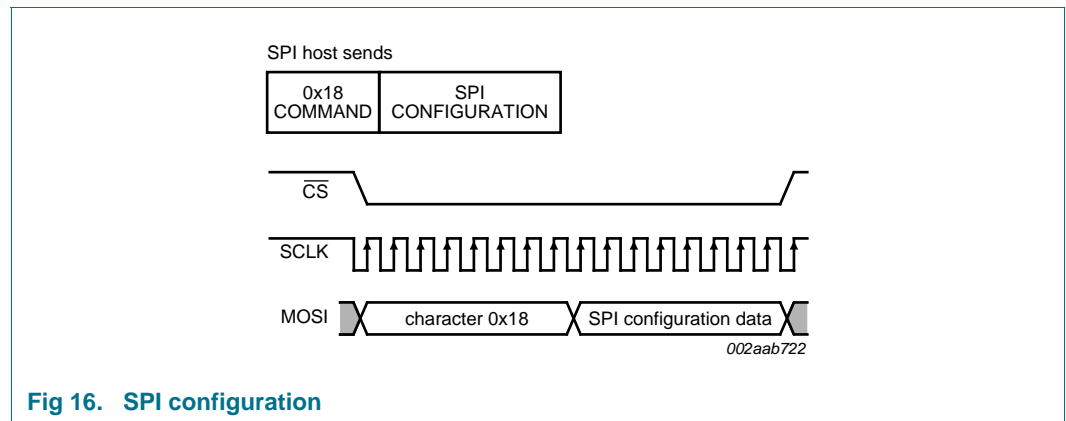 SPI host sends
0x18
COMMAND
SPI
CONFIGURATION
CS
SCLK
MOSI
character 0x18
SPI configuration data
002aab722
Fig 16. SPI configuration